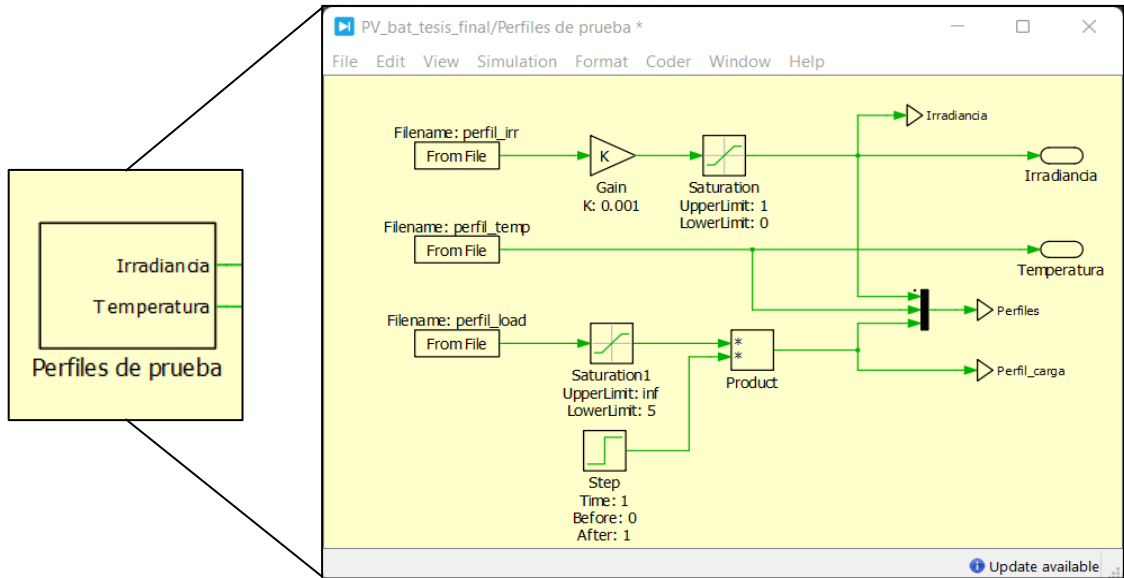 Irradiancia
Temperatura
Perfiles de prueba
PV_bat_tesis_final/Perfiles de prueba *
File Edit View Simulation Format Coder Window Help
Filename: perfil_irr
From File
K
Gain
K: 0.001
Saturation
UpperLimit: 1
LowerLimit: 0
Irradiancia
Irradiancia
Filename: perfil_temp
From File
Temperatura
Filename: perfil_load
From File
Saturation1
UpperLimit: inf
LowerLimit: 5
*
*
Product
Perfiles
Perfil_carga
Step
Time: 1
Before: 0
After: 1
Update available